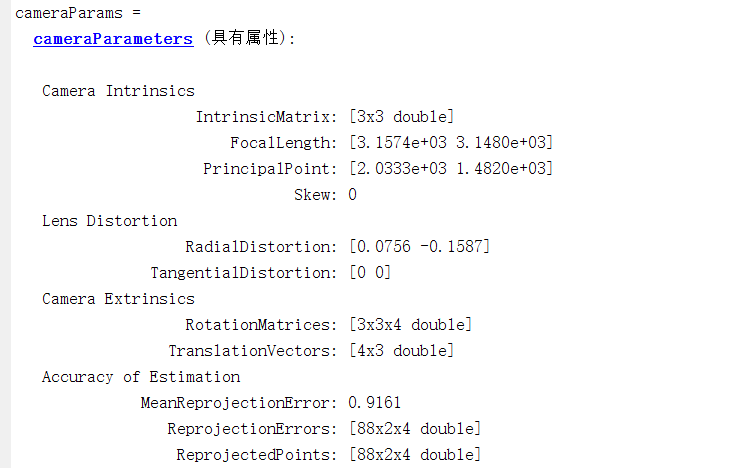 cameraParams =
cameraParameters (具有属性):
Camera Intrinsics
IntrinsicMatrix: [3x3 double]
FocalLength: [3.1574e+03 3.1480e+03]
PrincipalPoint: [2.0333e+03 1.4820e+03]
Skew: 0
Lens Distortion
RadialDistortion: [0.0756 -0.1587]
TangentialDistortion: [0 0]
Camera Extrinsics
RotationMatrices: [3x3x4 double]
TranslationVectors: [4x3 double]
Accuracy of Estimation
MeanReprojectionError: 0.9161
ReprojectionErrors: [88x2x4 double]
ReprojectedPoints: [88x2x4 double]